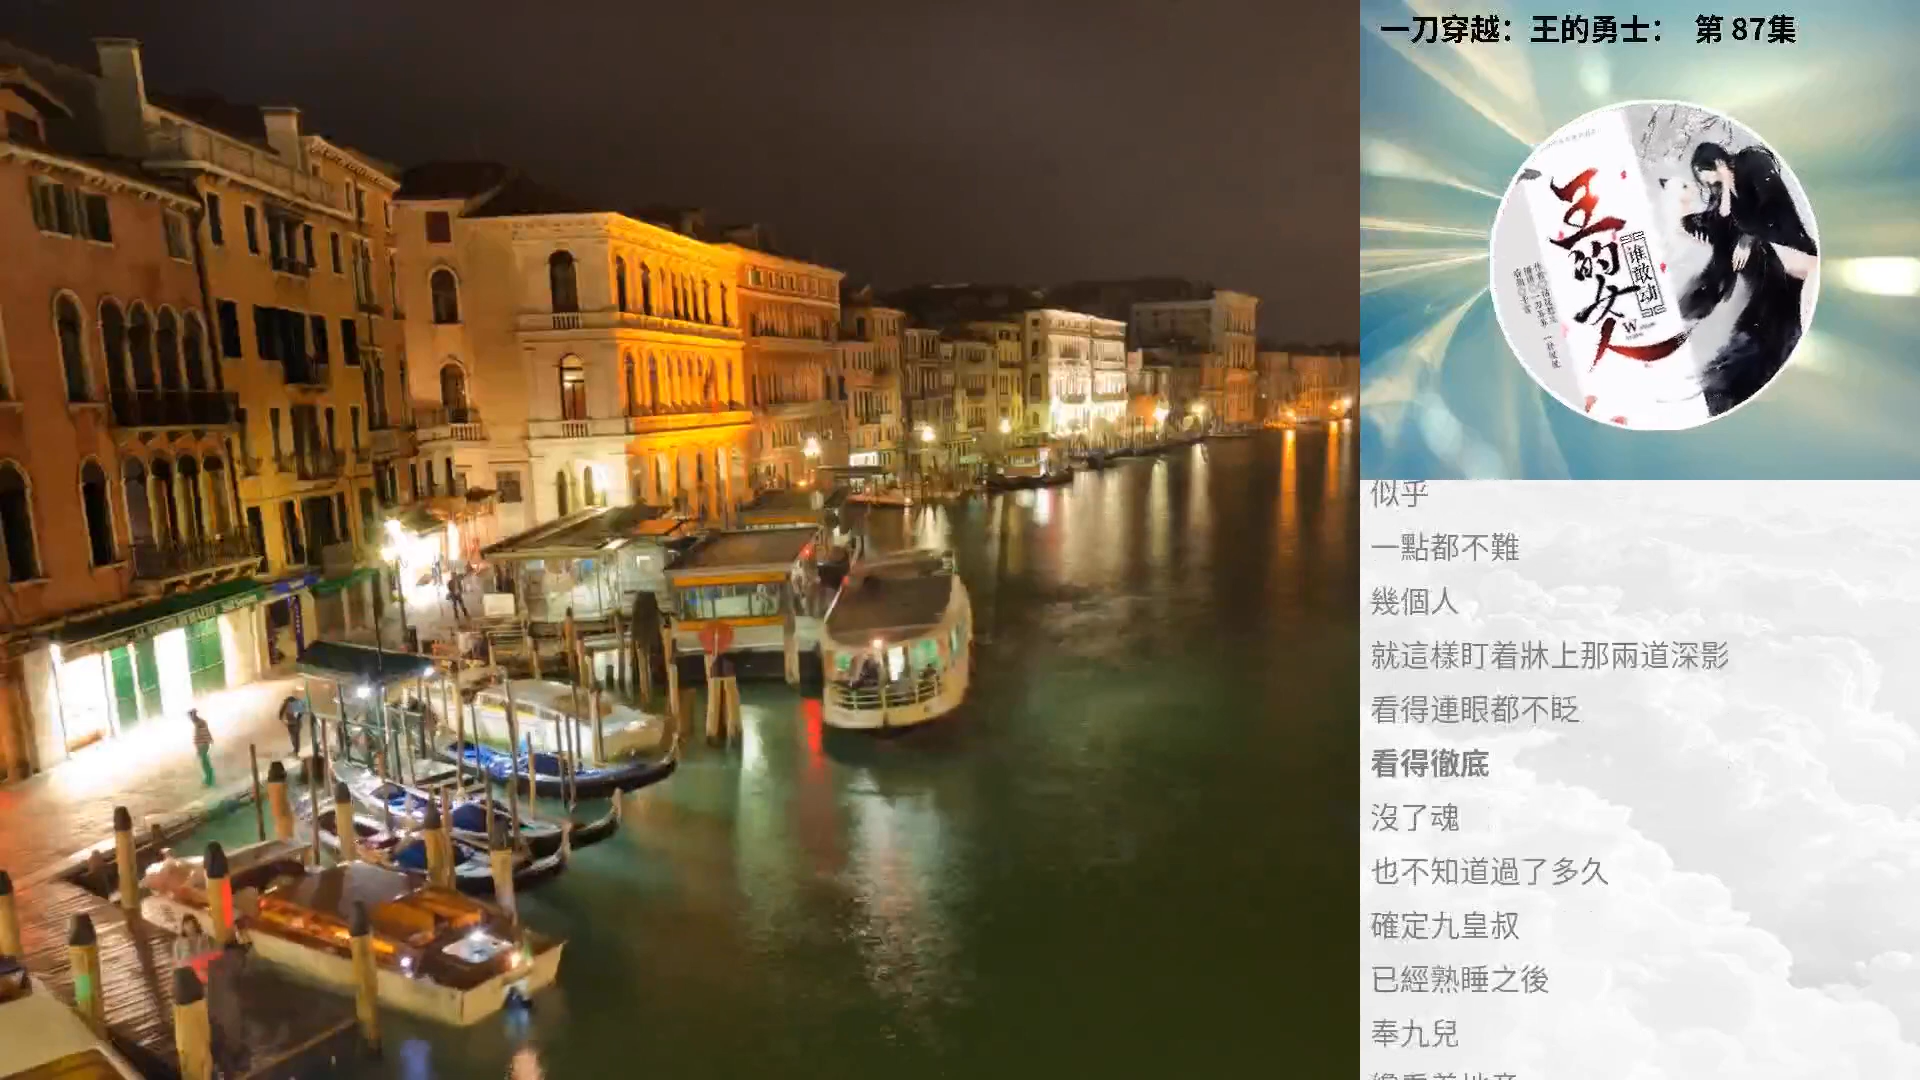 一刀穿越：王的勇士： 第 87集
王的女人
谁敢动
似乎
一點都不難
幾個人
就這樣盯着牀上那兩道深影
看得連眼都不眨
看得徹底
沒了魂
也不知道過了多久
確定九皇叔
已經熟睡之後
奉九兒